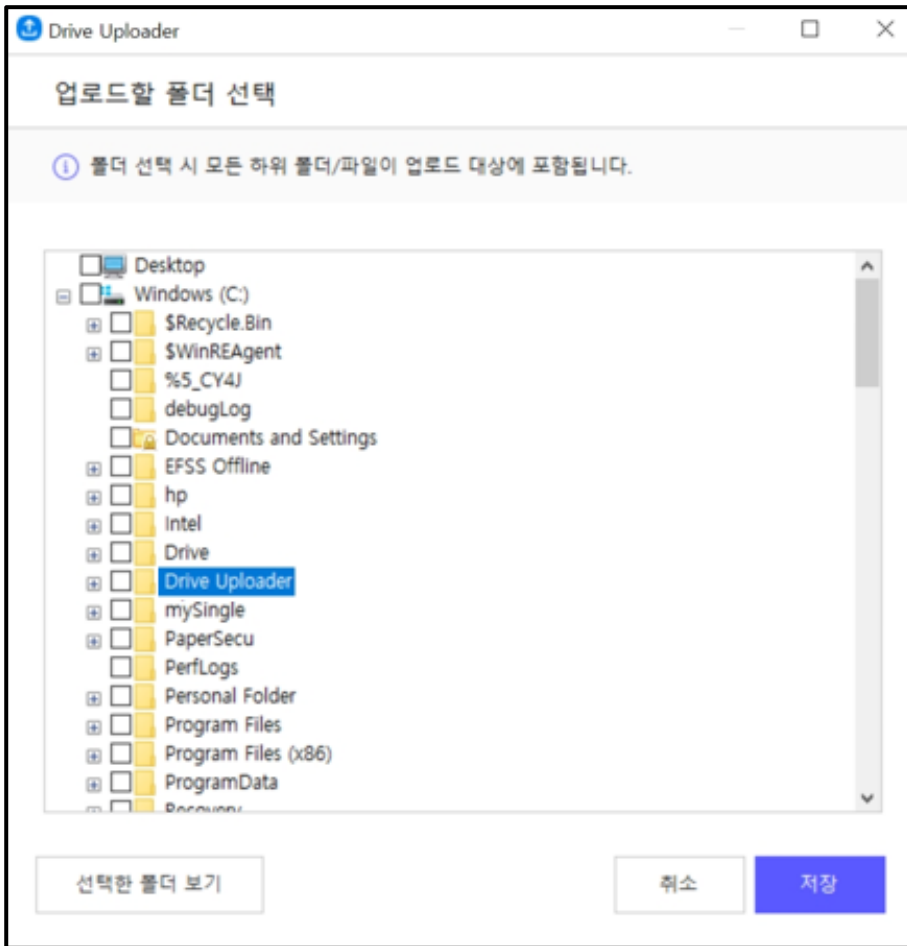 Drive Uploader
업로드할 폴더 선택
폴더 선택 시 모든 하위 폴더/파일이 업로드 대상에 포함됩니다.
Desktop
Windows (C:)
$Recycle.Bin
$WinREAgent
%5_CY4J
debugLog
Documents and Settings
EFSS Offline
hp
Intel
Drive
Drive Uploader
mySingle
PaperSecu
PerfLogs
Personal Folder
Program Files
Program Files (x86)
ProgramData
Recovery
선택한 폴더 보기
취소
저장